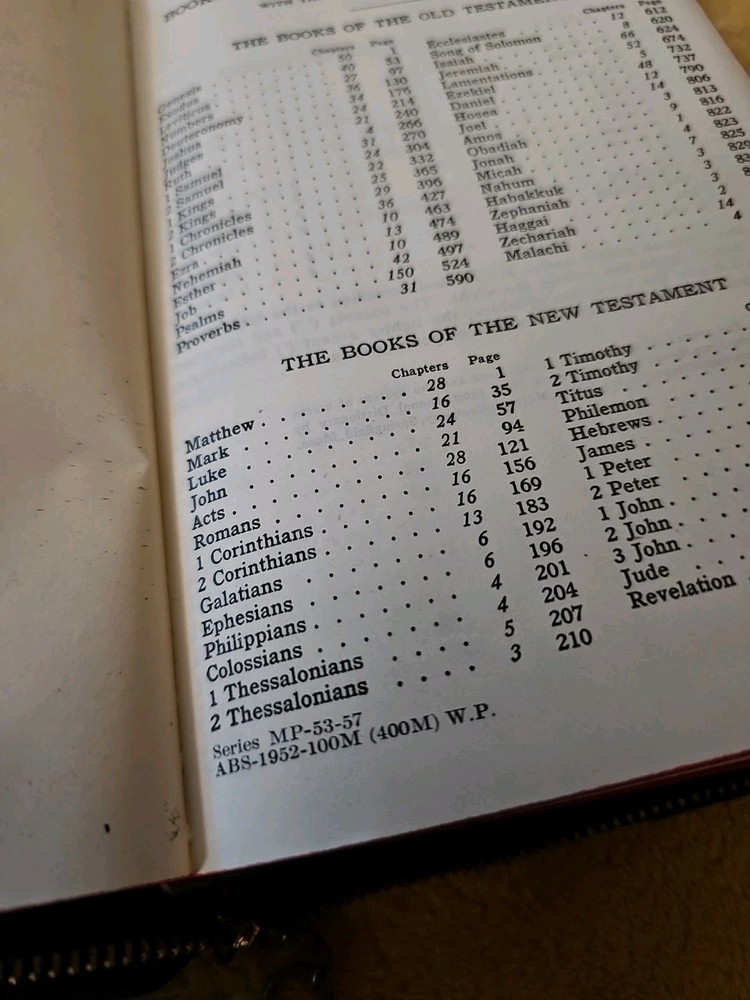 THE BOOKS OF THE OLD TESTAMENT
Chapters Page
Genesis 50 1
Exodus 40 53
Leviticus 27 97
Numbers 36 130
Deuteronomy 34 176
Joshua 24 214
Judges 21 240
Ruth 4 266
1 Samuel 31 270
2 Samuel 24 304
1 Kings 22 332
2 Kings 25 365
1 Chronicles 29 396
2 Chronicles 36 427
Ezra 10 463
Nehemiah 13 474
Esther 10 489
Job 42 497
Psalms 150 524
Proverbs 31 590
Chapters Page
Ecclesiastes 12 612
Song of Solomon 8 620
Isaiah 66 624
Jeremiah 52 674
Lamentations 5 732
Ezekiel 48 737
Daniel 12 790
Hosea 14 806
Joel 3 813
Amos 9 816
Obadiah 1 822
Jonah 4 823
Micah 7 825
Nahum 3 829
Habakkuk 3
Zephaniah 3
Haggai 2
Zechariah 14
Malachi 4
THE BOOKS OF THE NEW TESTAMENT
Chapters Page
Matthew 28 1
Mark 16 35
Luke 24 57
John 21 94
Acts 28 121
Romans 16 156
1 Corinthians 16 169
2 Corinthians 13 183
Galatians 6 192
Ephesians 6 196
Philippians 4 201
Colossians 4 204
1 Thessalonians 5 207
2 Thessalonians 3 210
1 Timothy
2 Timothy
Titus
Philemon
Hebrews
James
1 Peter
2 Peter
1 John
2 John
3 John
Jude
Revelation
Series MP-53-57
ABS-1952-100M (400M) W.P.